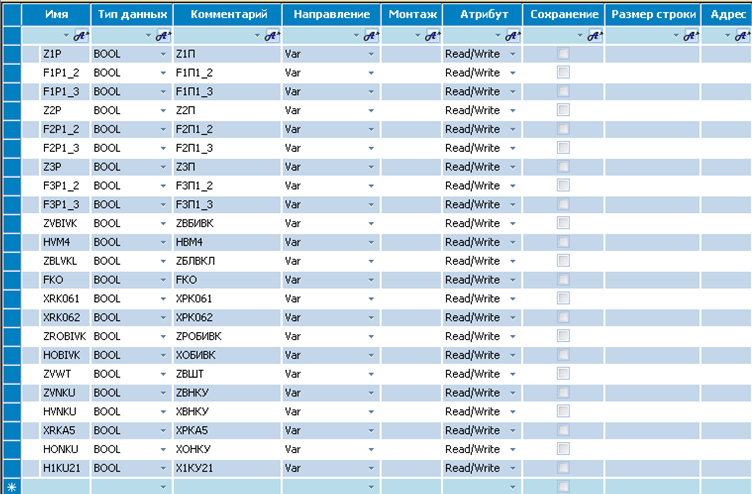 Имя Тип данных Комментарий Направление Монтаж Атрибут Сохранение Размер строки Адрес
Z1P BOOL Z1П Var Read/Write
F1P1_2 BOOL F1П1_2 Var Read/Write
F1P1_3 BOOL F1П1_3 Var Read/Write
Z2P BOOL Z2П Var Read/Write
F2P1_2 BOOL F2П1_2 Var Read/Write
F2P1_3 BOOL F2П1_3 Var Read/Write
Z3P BOOL Z3П Var Read/Write
F3P1_2 BOOL F3П1_2 Var Read/Write
F3P1_3 BOOL F3П1_3 Var Read/Write
ZVBIVK BOOL ZВБИВК Var Read/Write
HVM4 BOOL НВМ4 Var Read/Write
ZBLVKL BOOL ZБЛВКЛ Var Read/Write
FKO BOOL FKO Var Read/Write
XRK061 BOOL ХРК061 Var Read/Write
XRK062 BOOL ХРК062 Var Read/Write
ZROBIVK BOOL ZРОБИВК Var Read/Write
HOBIVK BOOL ХОБИВК Var Read/Write
ZVWT BOOL ZВШТ Var Read/Write
ZVNKU BOOL ZВНКУ Var Read/Write
HVNKU BOOL ХВНКУ Var Read/Write
XRKA5 BOOL ХРКА5 Var Read/Write
HONKU BOOL ХОНКУ Var Read/Write
H1KU21 BOOL Х1КУ21 Var Read/Write